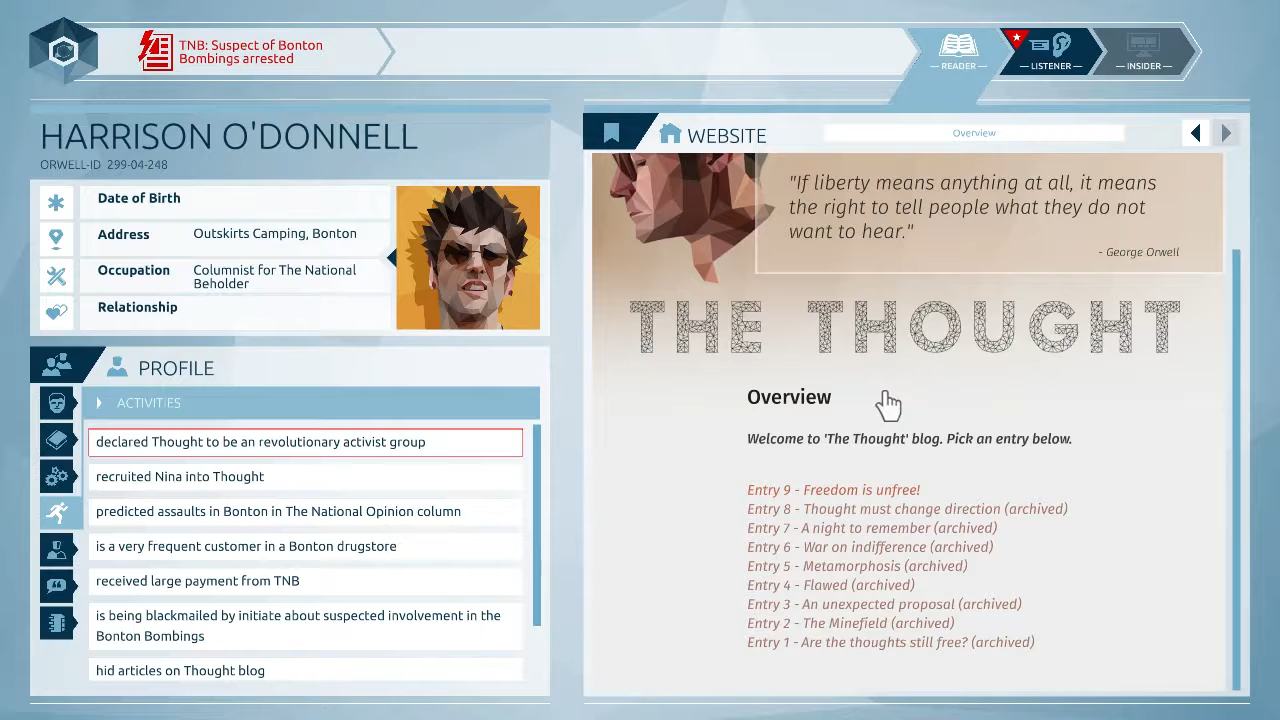 TNB: Suspect of Bonton
Bombings arrested
READER
LISTENER
INSIDER
HARRISON O'DONNELL
ORWELL-ID 299-04-248
Date of Birth
Address Outskirts Camping, Bonton
Occupation Columnist for The National
Beholder
Relationship
PROFILE
ACTIVITIES
declared Thought to be an revolutionary activist group
recruited Nina into Thought
predicted assaults in Bonton in The National Opinion column
is a very frequent customer in a Bonton drugstore
received large payment from TNB
is being blackmailed by initiate about suspected involvement in the
Bonton Bombings
hid articles on Thought blog
WEBSITE
Overview
"If liberty means anything at all, it means
the right to tell people what they do not
want to hear."
- George Orwell
THE THOUGHT
Overview
Welcome to 'The Thought' blog. Pick an entry below.
Entry 9 - Freedom is unfree!
Entry 8 - Thought must change direction (archived)
Entry 7 - A night to remember (archived)
Entry 6 - War on indifference (archived)
Entry 5 - Metamorphosis (archived)
Entry 4 - Flawed (archived)
Entry 3 - An unexpected proposal (archived)
Entry 2 - The Minefield (archived)
Entry 1 - Are the thoughts still free? (archived)